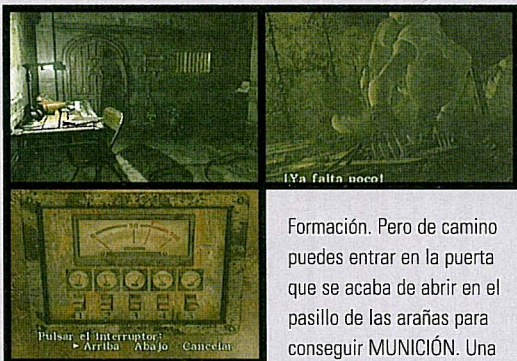 ¡Ya falta poco!
Pulsar el interruptor:
▶ Arriba Abajo Cancelar
Formación. Pero de camino
puedes entrar en la puerta
que se acaba de abrir en el
pasillo de las arañas para
conseguir MUNICIÓN. Una